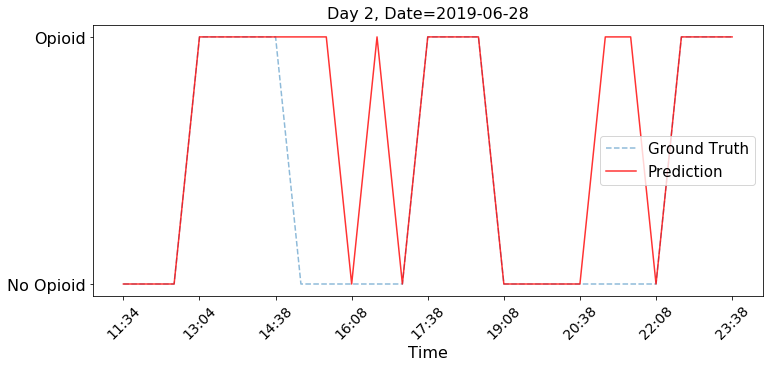 Day 2, Date=2019-06-28
Opioid
No Opioid
Ground Truth
Prediction
11:34
13:04
14:38
16:08
17:38
19:08
20:38
22:08
23:38
Time